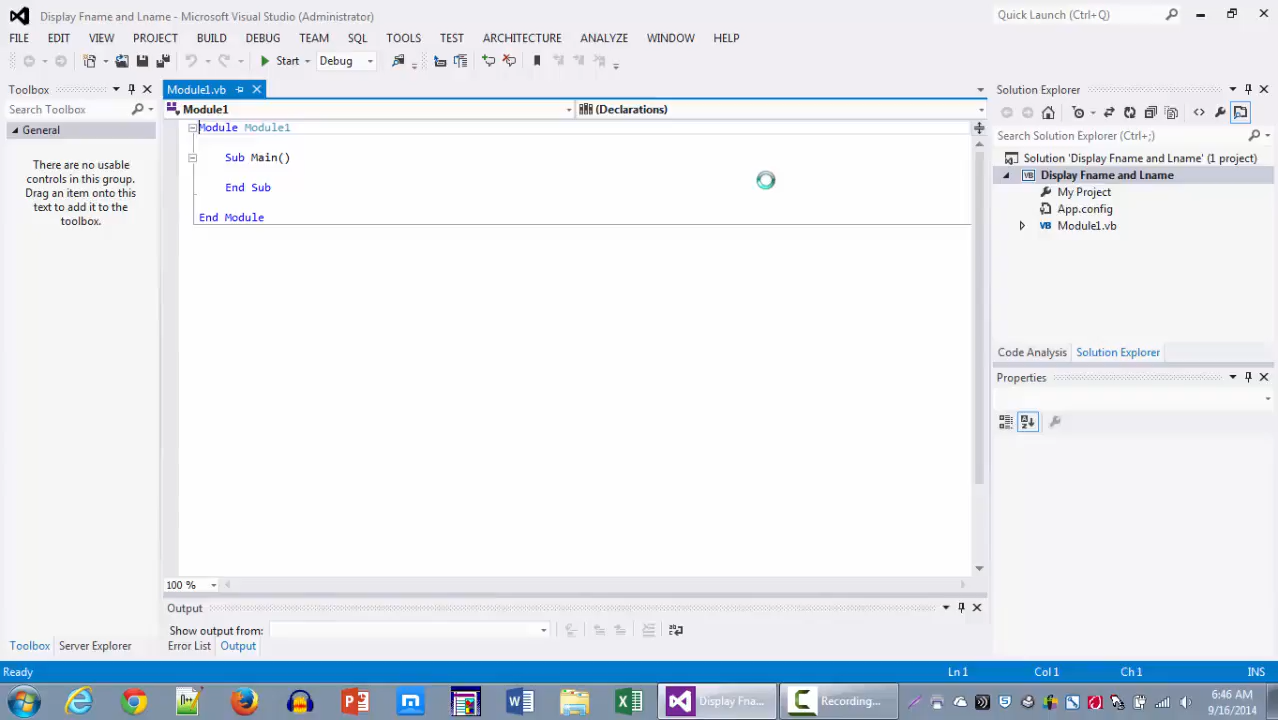 Display Fname and Lname - Microsoft Visual Studio (Administrator)
Quick Launch (Ctrl+Q)
FILE EDIT VIEW PROJECT BUILD DEBUG TEAM SQL TOOLS TEST ARCHITECTURE ANALYZE WINDOW HELP
Start Debug
Toolbox
Search Toolbox
General
There are no usable
controls in this group.
Drag an item onto this
text to add it to the
toolbox.
Module1.vb
Module1 (Declarations)
Module Module1
Sub Main()
End Sub
End Module
100 %
Output
Show output from:
Toolbox Server Explorer
Error List Output
Solution Explorer
Search Solution Explorer (Ctrl+;)
Solution 'Display Fname and Lname' (1 project)
VB Display Fname and Lname
My Project
App.config
VB Module1.vb
Code Analysis Solution Explorer
Properties
Ready Ln 1 Col 1 Ch 1 INS
Display Fna... Recording...
6:46 AM
9/16/2014